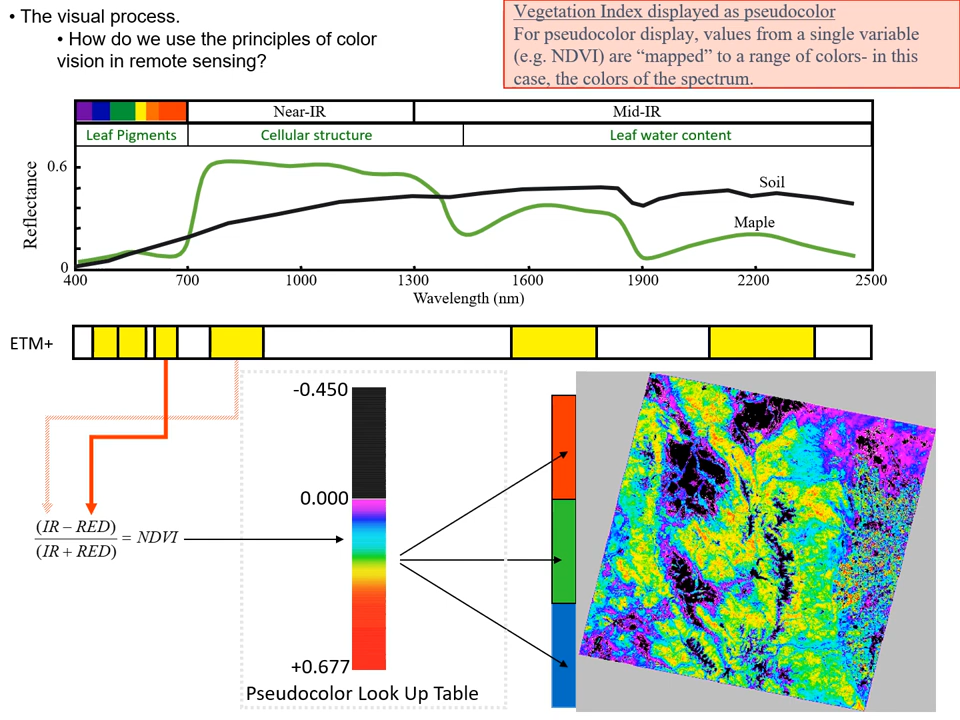 • The visual process.
• How do we use the principles of color
vision in remote sensing?
Vegetation Index displayed as pseudocolor
For pseudocolor display, values from a single variable
(e.g. NDVI) are “mapped” to a range of colors- in this
case, the colors of the spectrum.
Near-IR
Mid-IR
Leaf Pigments
Cellular structure
Leaf water content
Reflectance
0.6
0
Soil
Maple
400 700 1000 1300 1600 1900 2200 2500
Wavelength (nm)
ETM+
-0.450
0.000
(IR – RED)
(IR + RED)
= NDVI
+0.677
Pseudocolor Look Up Table